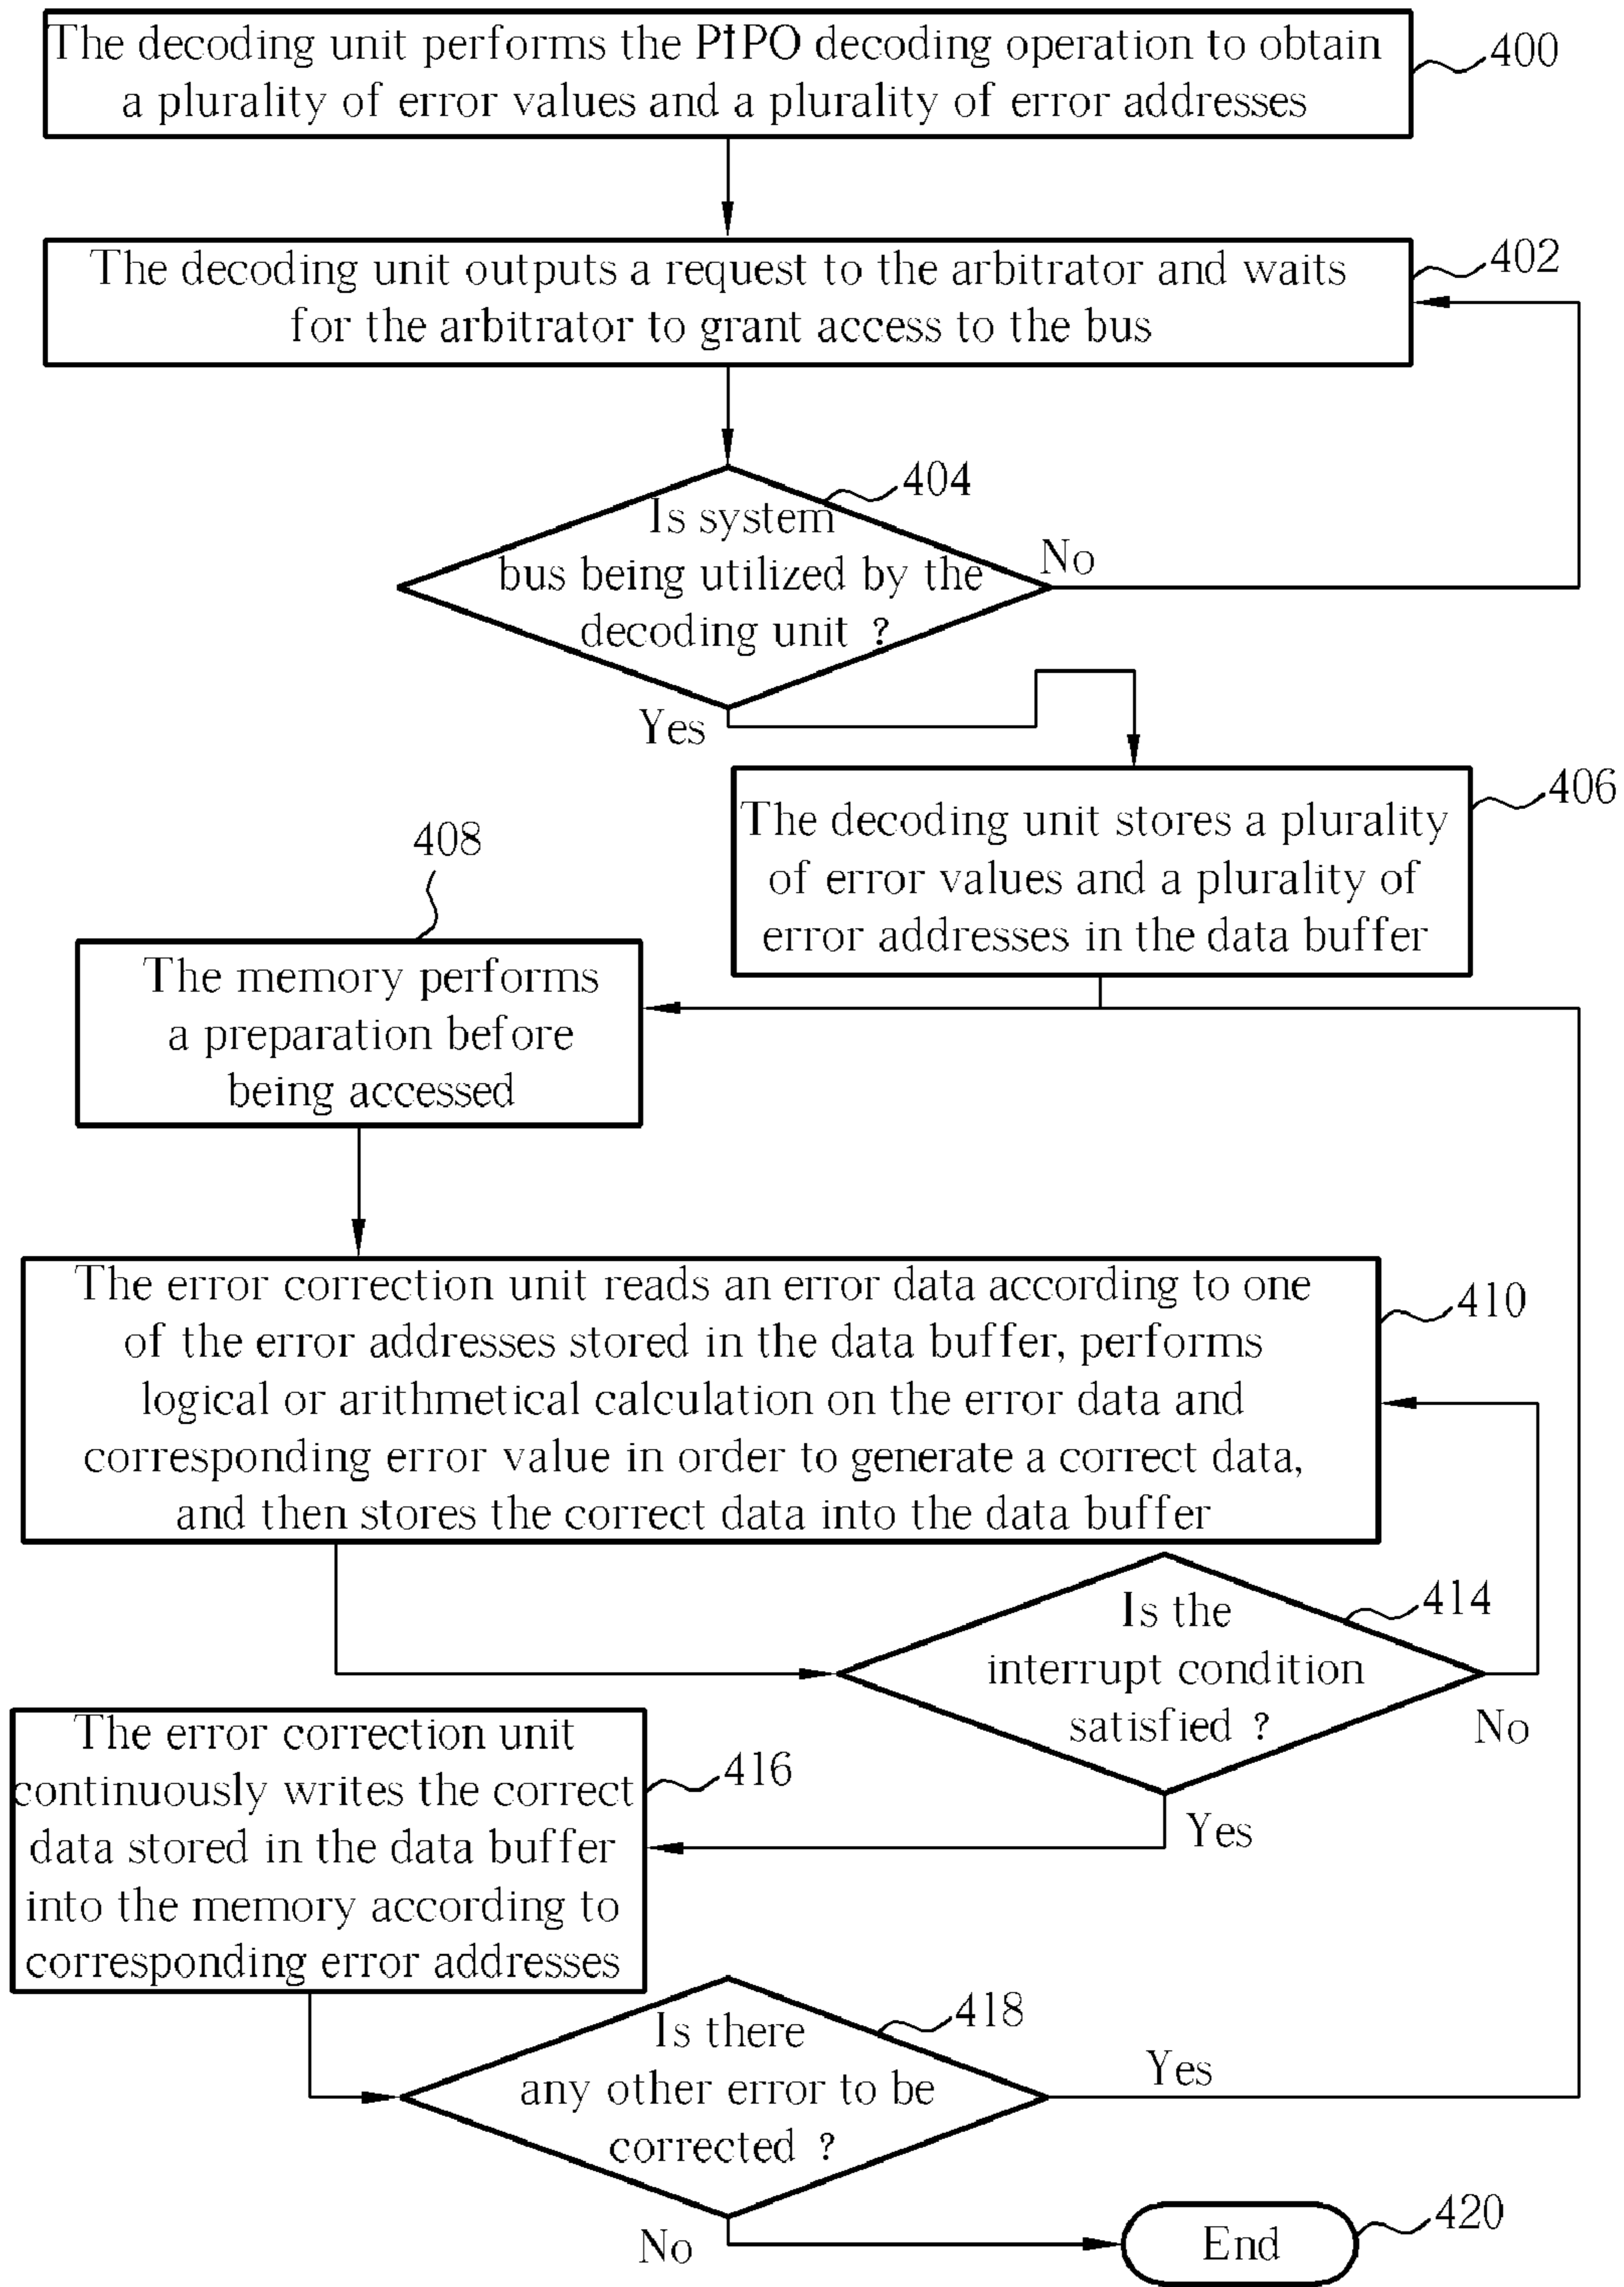 The decoding unit performs the PIPO decoding operation to obtain
a plurality of error values and a plurality of error addresses
400
The decoding unit outputs a request to the arbitrator and waits
for the arbitrator to grant access to the bus
402
404
Is system
bus being utilized by the
decoding unit ?
No
Yes
406
The decoding unit stores a plurality
of error values and a plurality of
error addresses in the data buffer
408
The memory performs
a preparation before
being accessed
The error correction unit reads an error data according to one
of the error addresses stored in the data buffer, performs
logical or arithmetical calculation on the error data and
corresponding error value in order to generate a correct data,
and then stores the correct data into the data buffer
410
414
Is the
interrupt condition
satisfied ?
No
Yes
The error correction unit
continuously writes the correct
data stored in the data buffer
into the memory according to
corresponding error addresses
416
418
Is there
any other error to be
corrected ?
Yes
No
End
420